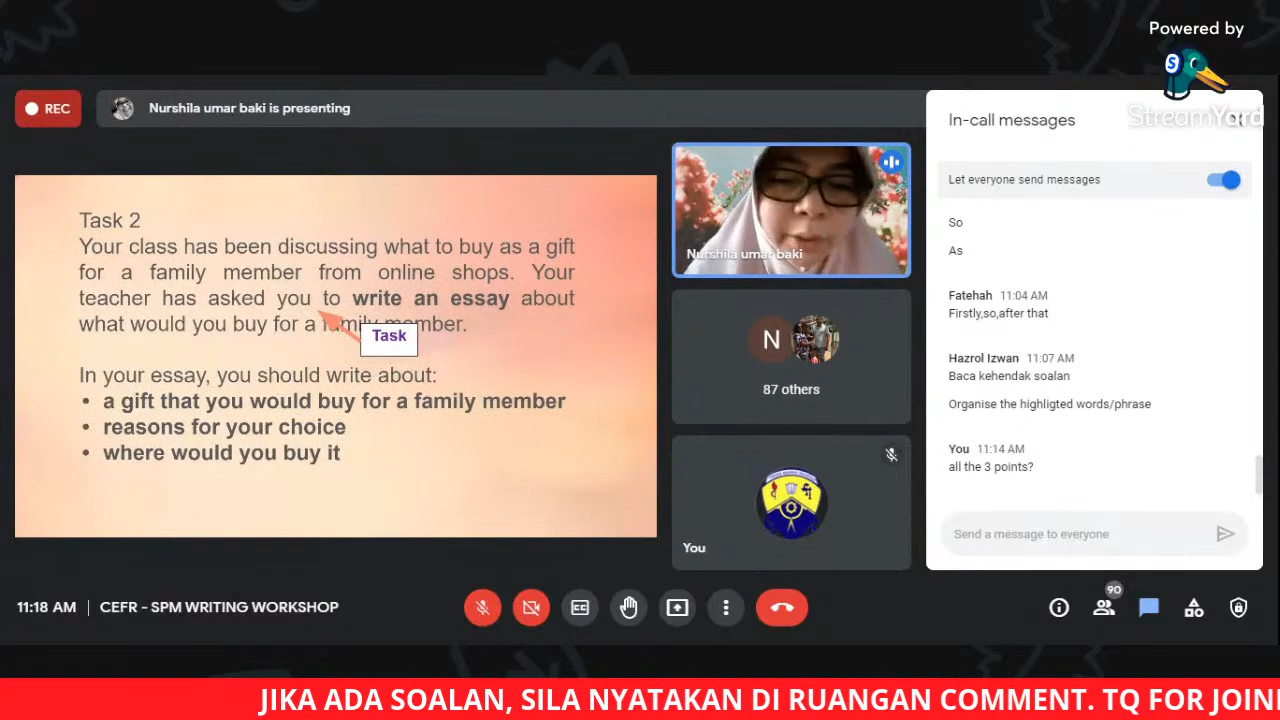 Powered by
S
StreamYard
REC
Nurshila umar baki is presenting
Task 2
Your class has been discussing what to buy as a gift
for a family member from online shops. Your
teacher has asked you to write an essay about
what would you buy for a family member.
Task
In your essay, you should write about:
• a gift that you would buy for a family member
• reasons for your choice
• where would you buy it
Nurshila umar baki
N
87 others
You
In-call messages
Let everyone send messages
So
As
Fatehah 11:04 AM
Firstly,so,after that
Hazrol Izwan 11:07 AM
Baca kehendak soalan
Organise the highligted words/phrase
You 11:14 AM
all the 3 points?
Send a message to everyone
11:18 AM | CEFR - SPM WRITING WORKSHOP
90
JIKA ADA SOALAN, SILA NYATAKAN DI RUANGAN COMMENT. TQ FOR JOINI